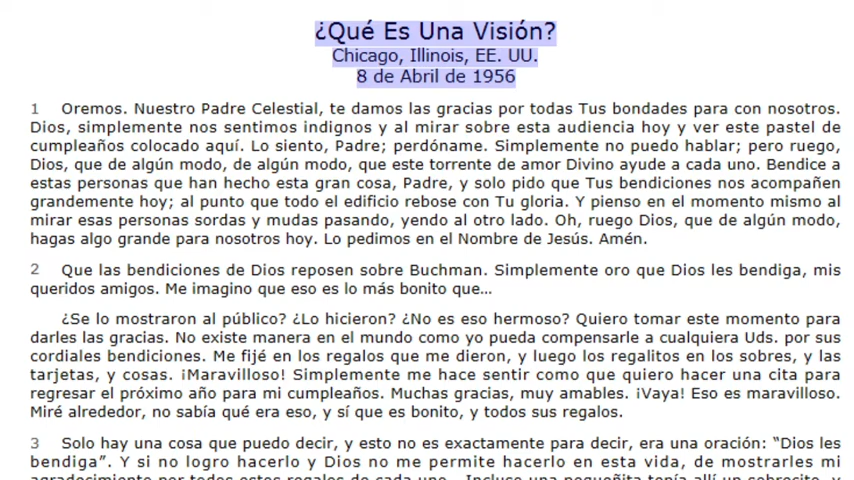 ¿Qué Es Una Visión?
Chicago, Illinois, EE. UU.
8 de Abril de 1956
1 Oremos. Nuestro Padre Celestial, te damos las gracias por todas Tus bondades para con nosotros.
Dios, simplemente nos sentimos indignos y al mirar sobre esta audiencia hoy y ver este pastel de
cumpleaños colocado aquí. Lo siento, Padre; perdóname. Simplemente no puedo hablar; pero ruego,
Dios, que de algún modo, de algún modo, que este torrente de amor Divino ayude a cada uno. Bendice a
estas personas que han hecho esta gran cosa, Padre, y solo pido que Tus bendiciones nos acompañen
grandemente hoy; al punto que todo el edificio rebose con Tu gloria. Y pienso en el momento mismo al
mirar esas personas sordas y mudas pasando, yendo al otro lado. Oh, ruego Dios, que de algún modo,
hagas algo grande para nosotros hoy. Lo pedimos en el Nombre de Jesús. Amén.
2 Que las bendiciones de Dios reposen sobre Buchman. Simplemente oro que Dios les bendiga, mis
queridos amigos. Me imagino que eso es lo más bonito que…
¿Se lo mostraron al público? ¿Lo hicieron? ¿No es eso hermoso? Quiero tomar este momento para
darles las gracias. No existe manera en el mundo como yo pueda compensarle a cualquiera Uds. por sus
cordiales bendiciones. Me fijé en los regalos que me dieron, y luego los regalitos en los sobres, y las
tarjetas, y cosas. ¡Maravilloso! Simplemente me hace sentir como que quiero hacer una cita para
regresar el próximo año para mi cumpleaños. Muchas gracias, muy amables. ¡Vaya! Eso es maravilloso.
Miré alrededor, no sabía qué era eso, y sí que es bonito, y todos sus regalos.
3 Solo hay una cosa que puedo decir, y esto no es exactamente para decir, era una oración: “Dios les
bendiga”. Y si no logro hacerlo y Dios no me permite hacerlo en esta vida, de mostrarles mi
agradecimiento por todos estos regalos de cada uno… Incluso una pequeñita tenía allí un sobrecito, y